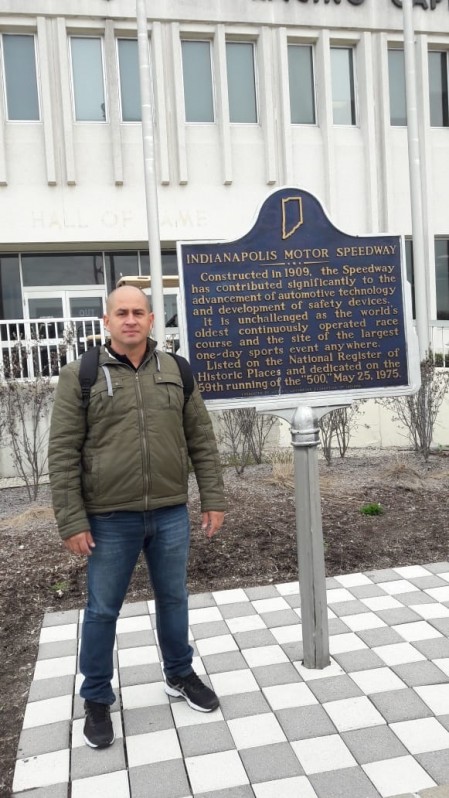 CAP
HALL OF FAME
INDIANAPOLIS MOTOR SPEEDWAY
Constructed in 1909, the Speedway
has contributed significantly to the
advancement of automotive technology
and development of safety devices.
It is unchallenged as the world's
oldest continuously operated race
course and the site of the largest
one-day sports event anywhere.
Listed on the National Register of
Historic Places and dedicated on the
59th running of the "500," May 25, 1975.